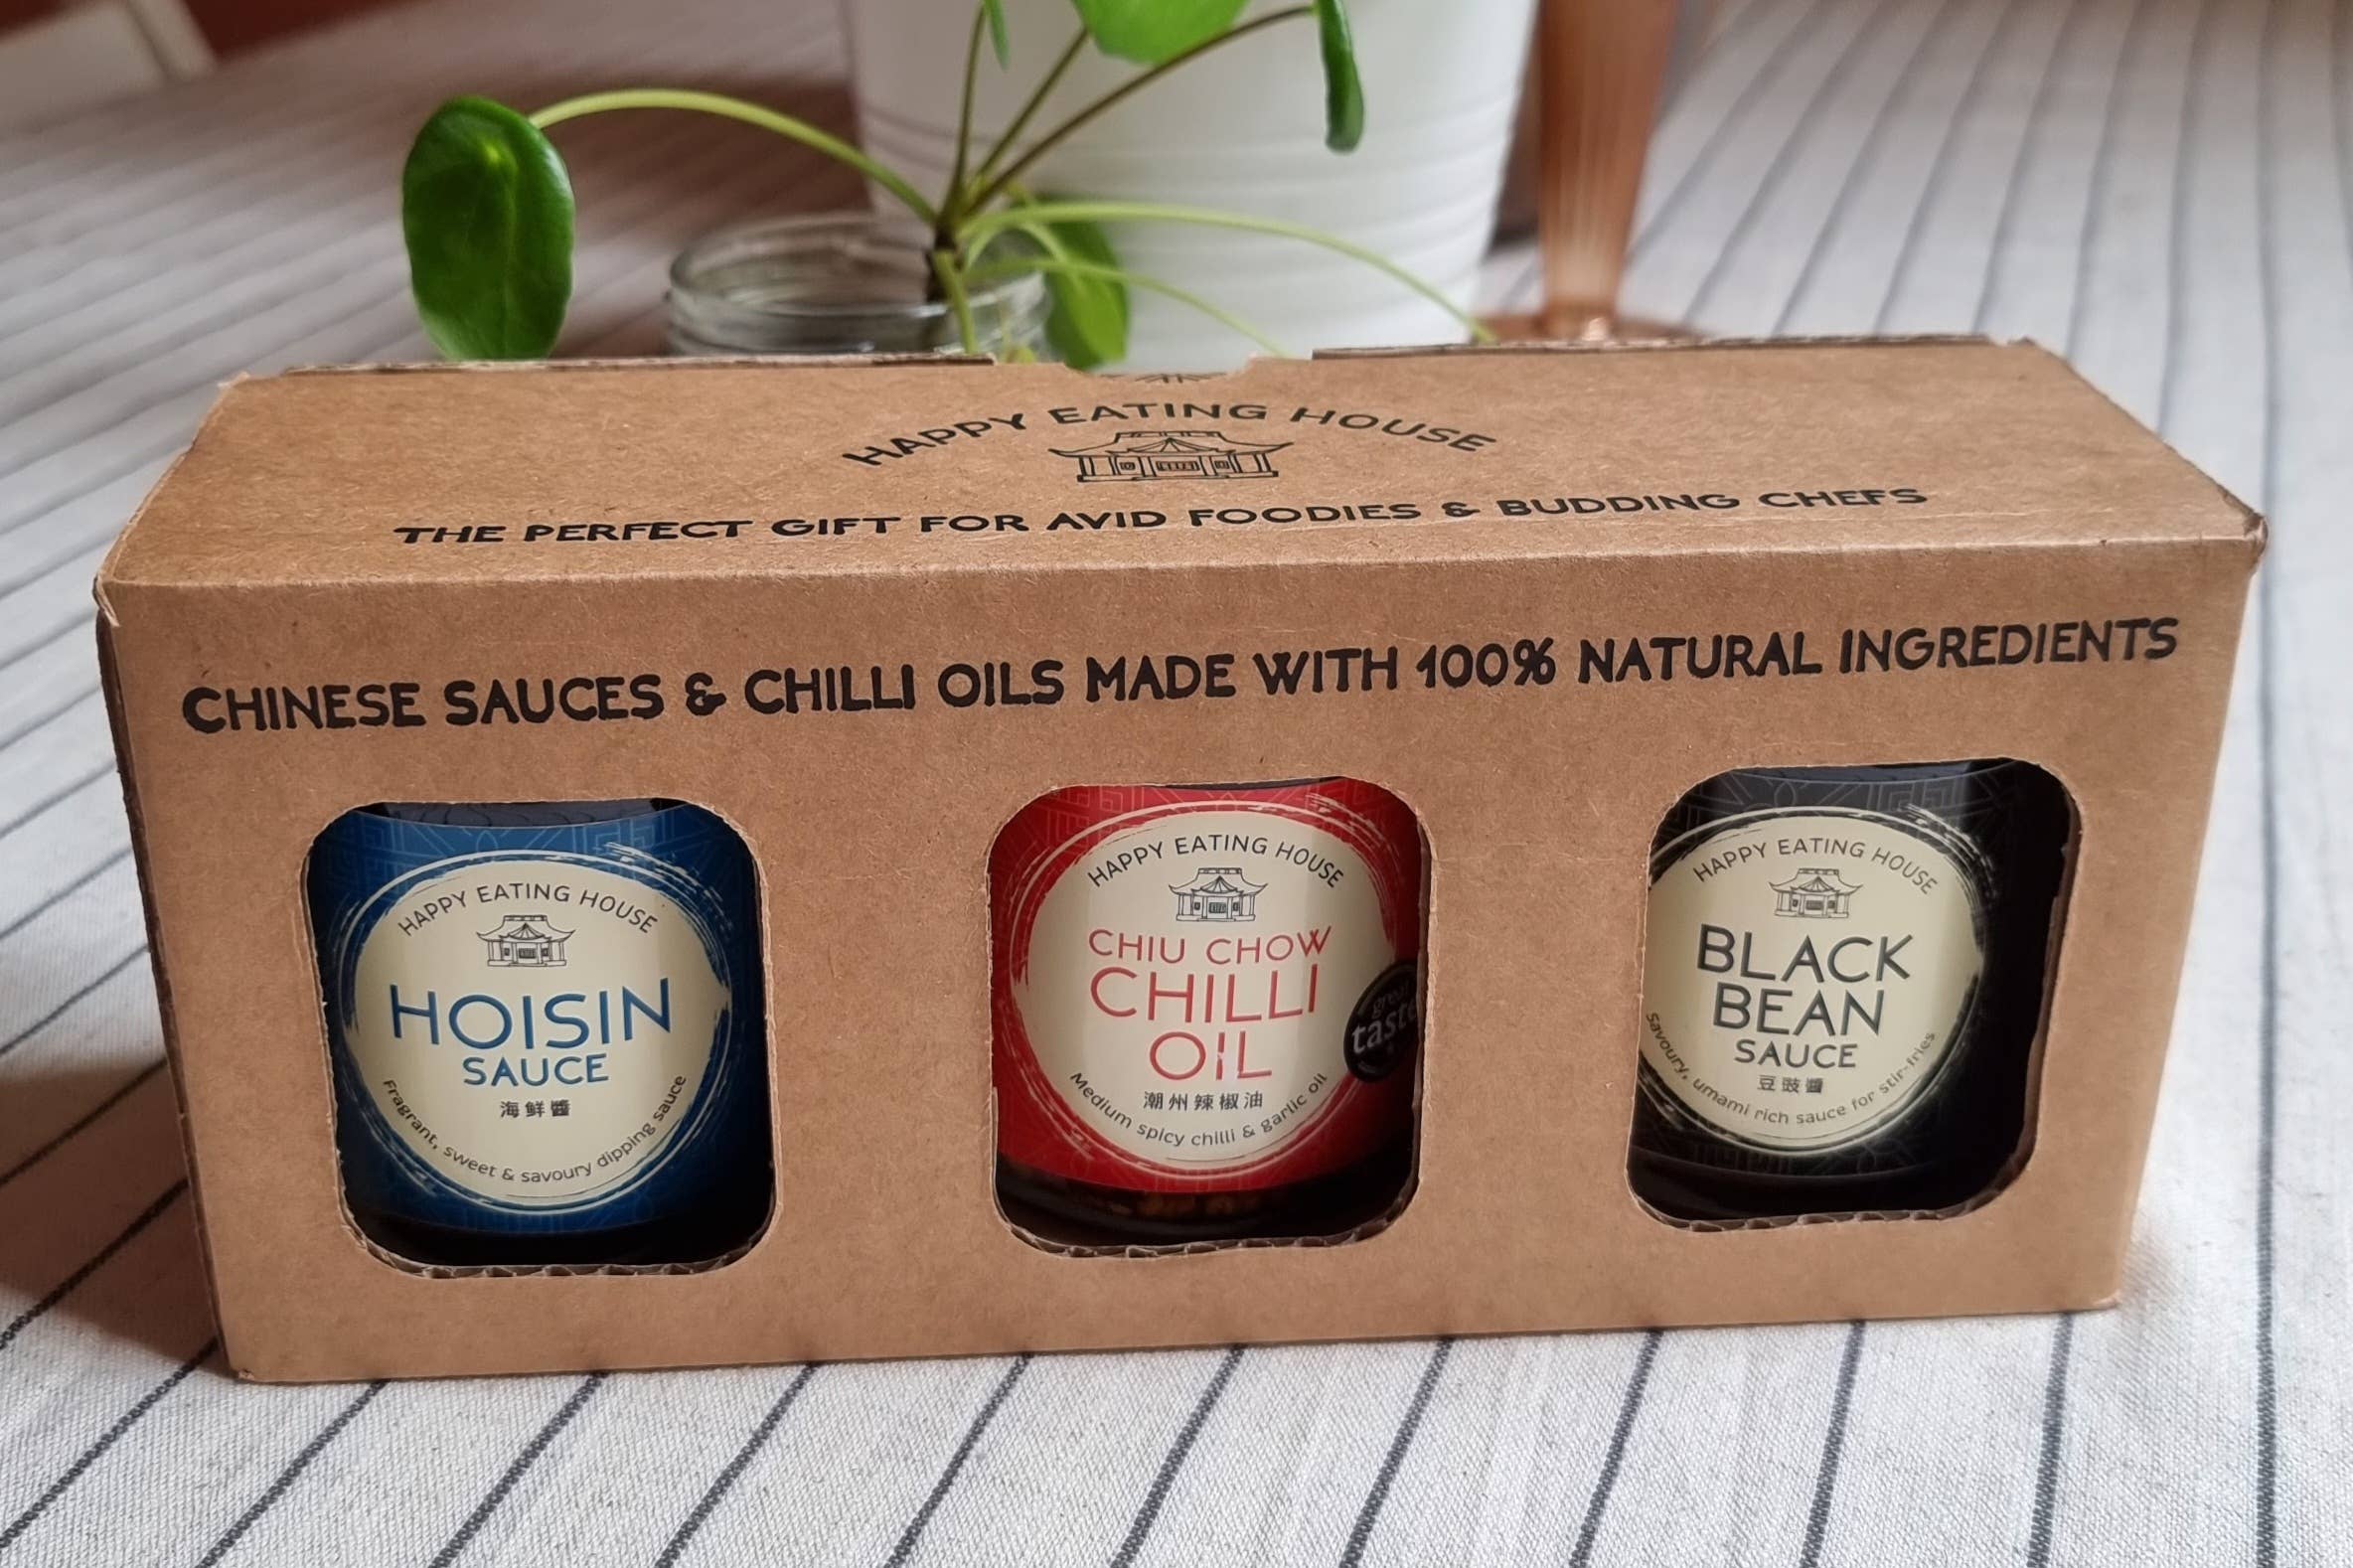 HAPPY EATING HOUSE
THE PERFECT GIFT FOR AVID FOODIES & BUDDING CHEFS
CHINESE SAUCES & CHILLI OILS MADE WITH 100% NATURAL INGREDIENTS
HAPPY EATING HOUSE
HOISIN
SAUCE
海鮮醬
Fragrant, sweet & savoury dipping sauce
HAPPY EATING HOUSE
CHIU CHOW
CHILLI
OIL
潮州辣椒油
Medium spicy chilli & garlic oil
great
taste
HAPPY EATING HOUSE
BLACK
BEAN
SAUCE
豆豉醬
Savoury, umami rich sauce for stir-fries